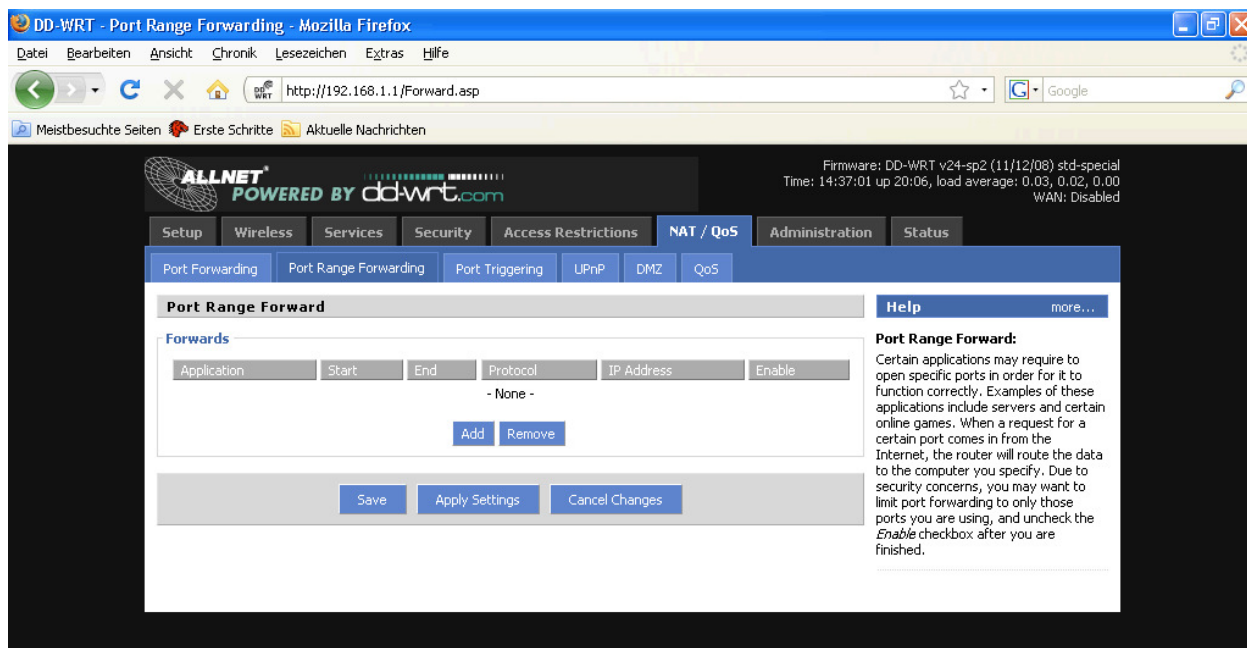 DD-WRT - Port Range Forwarding - Mozilla Firefox
Datei Bearbeiten Ansicht Chronik Lesezeichen Extras Hilfe
DD WRT http://192.168.1.1/Forward.asp
G Google
Meistbesuchte Seiten Erste Schritte Aktuelle Nachrichten
ALLNET
POWERED BY dd-wrt.com
Firmware: DD-WRT v24-sp2 (11/12/08) std-special
Time: 14:37:01 up 20:06, load average: 0.03, 0.02, 0.00
WAN: Disabled
Setup Wireless Services Security Access Restrictions NAT / QoS Administration Status
Port Forwarding Port Range Forwarding Port Triggering UPnP DMZ QoS
Port Range Forward
Forwards
Application Start End Protocol IP Address Enable
- None -
Add Remove
Save Apply Settings Cancel Changes
Help more...
Port Range Forward:
Certain applications may require to
open specific ports in order for it to
function correctly. Examples of these
applications include servers and certain
online games. When a request for a
certain port comes in from the
Internet, the router will route the data
to the computer you specify. Due to
security concerns, you may want to
limit port forwarding to only those
ports you are using, and uncheck the
Enable checkbox after you are
finished.